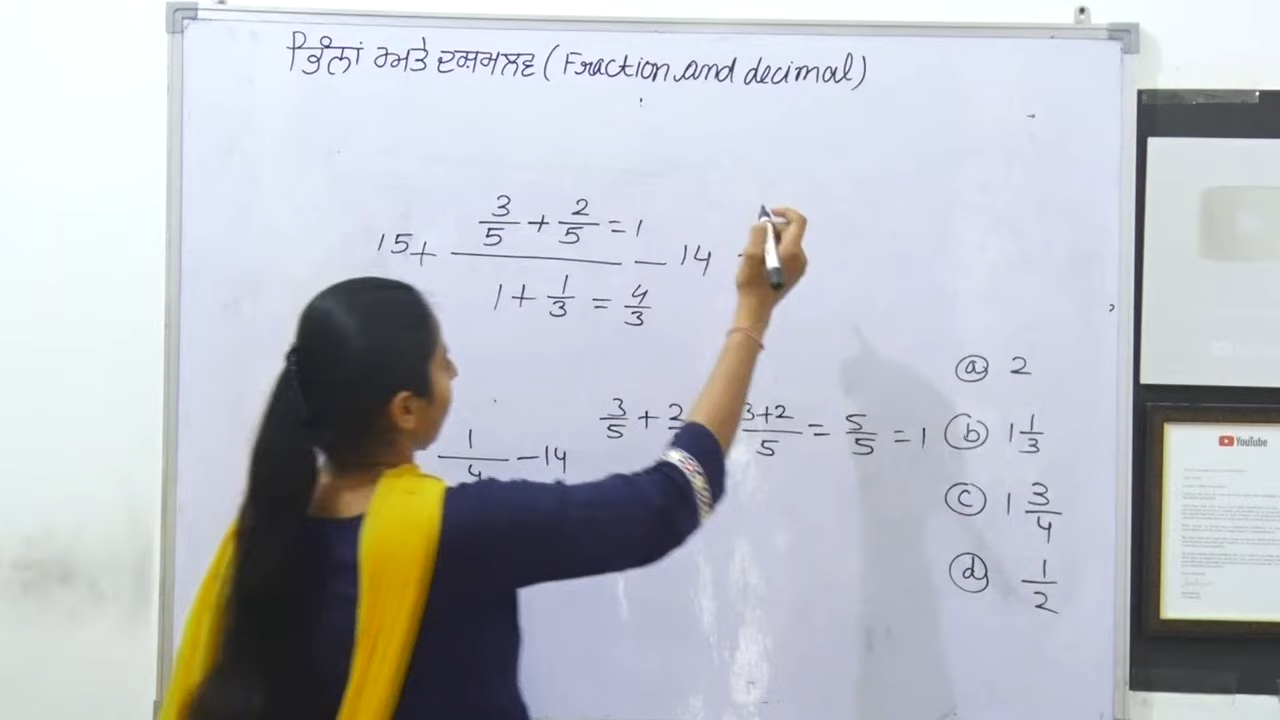 ਭਿੰਨਾਂ ਅਤੇ ਦਸ਼ਮਲਵ (Fraction and decimal)
3/5 + 2/5 = 1
15 + — — 14
1 + 1/3 = 4/3
1/4 - 14
3/5 + 2 3+2/5 = 5/5 = 1
ⓐ 2
ⓑ 1 1/3
ⓒ 1 3/4
ⓓ 1/2
YouTube